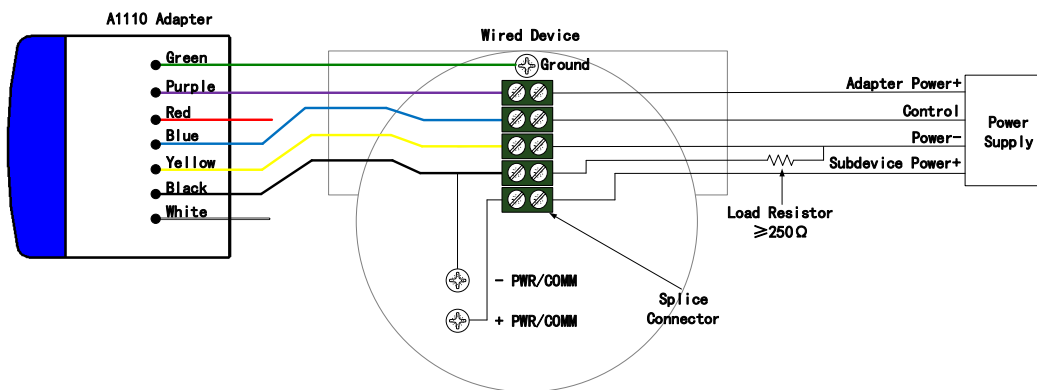 A1110 Adapter
Green
Purple
Red
Blue
Yellow
Black
White
Wired Device
Ground
Adapter Power+
Control
Power-
Subdevice Power+
Power
Supply
Load Resistor
≥250Ω
- PWR/COMM
+ PWR/COMM
Splice
Connector